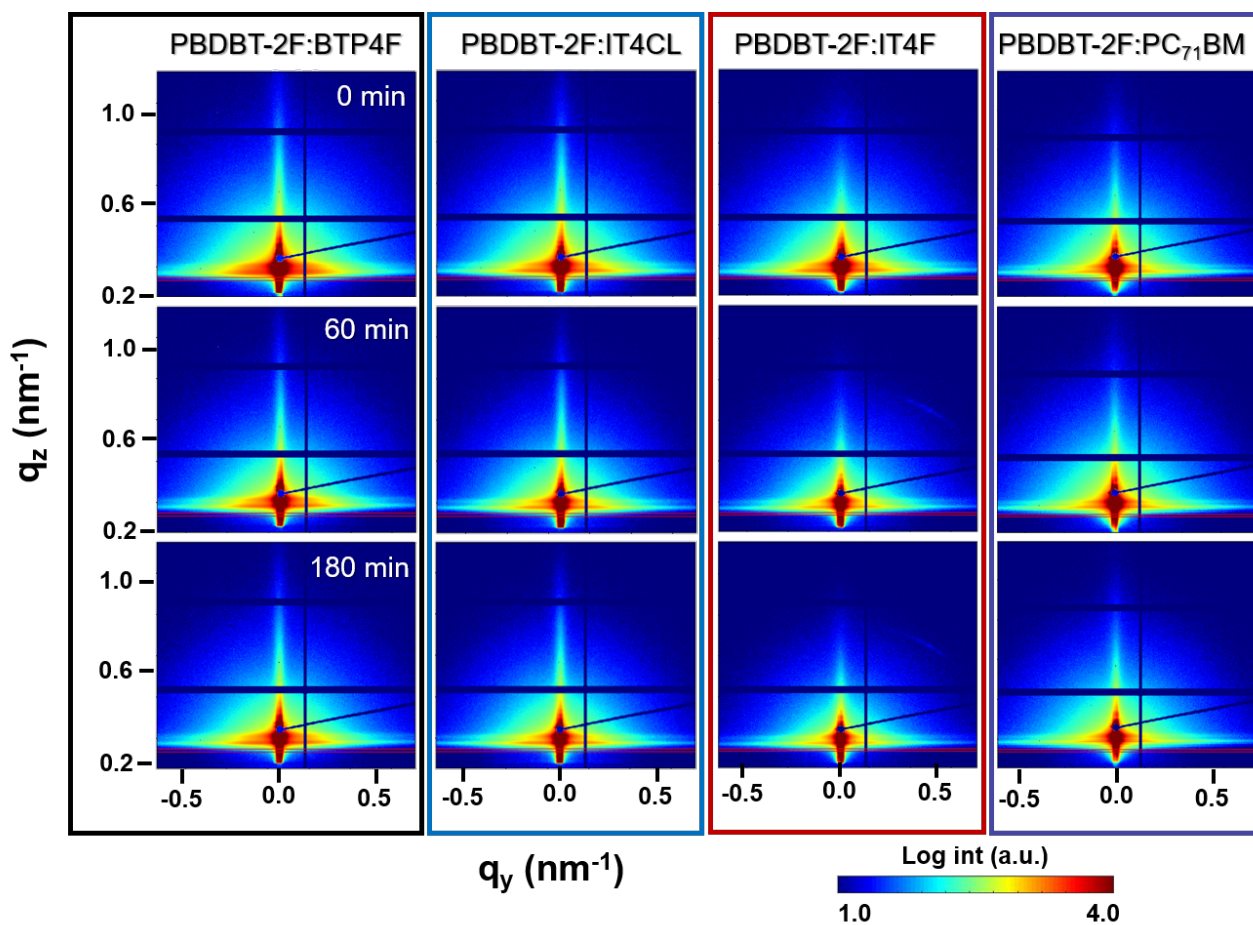 PBDBT-2F:BTP4F
PBDBT-2F:IT4CL
PBDBT-2F:IT4F
PBDBT-2F:PC₇₁BM
0 min
1.0
0.6
0.2
60 min
1.0
0.6
0.2
180 min
1.0
0.6
0.2
q_z (nm⁻¹)
-0.5 0.0 0.5
-0.5 0.0 0.5
-0.5 0.0 0.5
-0.5 0.0 0.5
q_y (nm⁻¹)
Log int (a.u.)
1.0 4.0